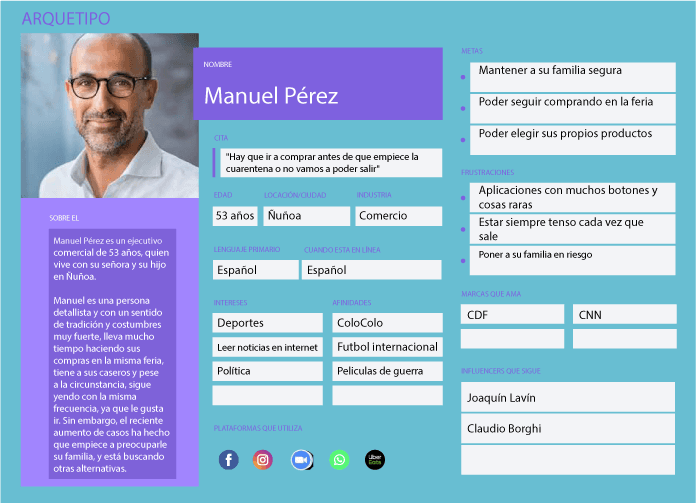 ARQUETIPO
NOMBRE
Manuel Pérez
SOBRE EL
Manuel Pérez es un ejecutivo
comercial de 53 años, quien
vive con su señora y su hijo
en Ñuñoa.
Manuel es una persona
detallista y con un sentido
de tradición y costumbres
muy fuerte, lleva mucho
tiempo haciendo sus
compras en la misma feria,
tiene a sus caseros y pese
a la circunstancia, sigue
yendo con la misma
frecuencia, ya que le gusta
ir. Sin embargo, el reciente
aumento de casos ha hecho
que empiece a preocuparle
su familia, y está buscando
otras alternativas.
CITA
"Hay que ir a comprar antes de que empiece la
cuarentena o no vamos a poder salir"
EDAD LOCACIÓN/CIUDAD INDUSTRIA
53 años Ñuñoa Comercio
LENGUAJE PRIMARIO CUANDO ESTA EN LÍNEA
Español Español
INTERESES AFINIDADES
Deportes ColoColo
Leer noticias en internet Futbol internacional
Política Peliculas de guerra
PLATAFORMAS QUE UTILIZA
Uber
Eats
METAS
Mantener a su familia segura
Poder seguir comprando en la feria
Poder elegir sus propios productos
FRUSTRACIONES
Aplicaciones con muchos botones y
cosas raras
Estar siempre tenso cada vez que
sale
Poner a su familia en riesgo
MARCAS QUE AMA
CDF CNN
INFLUENCERS QUE SIGUE
Joaquín Lavín
Claudio Borghi